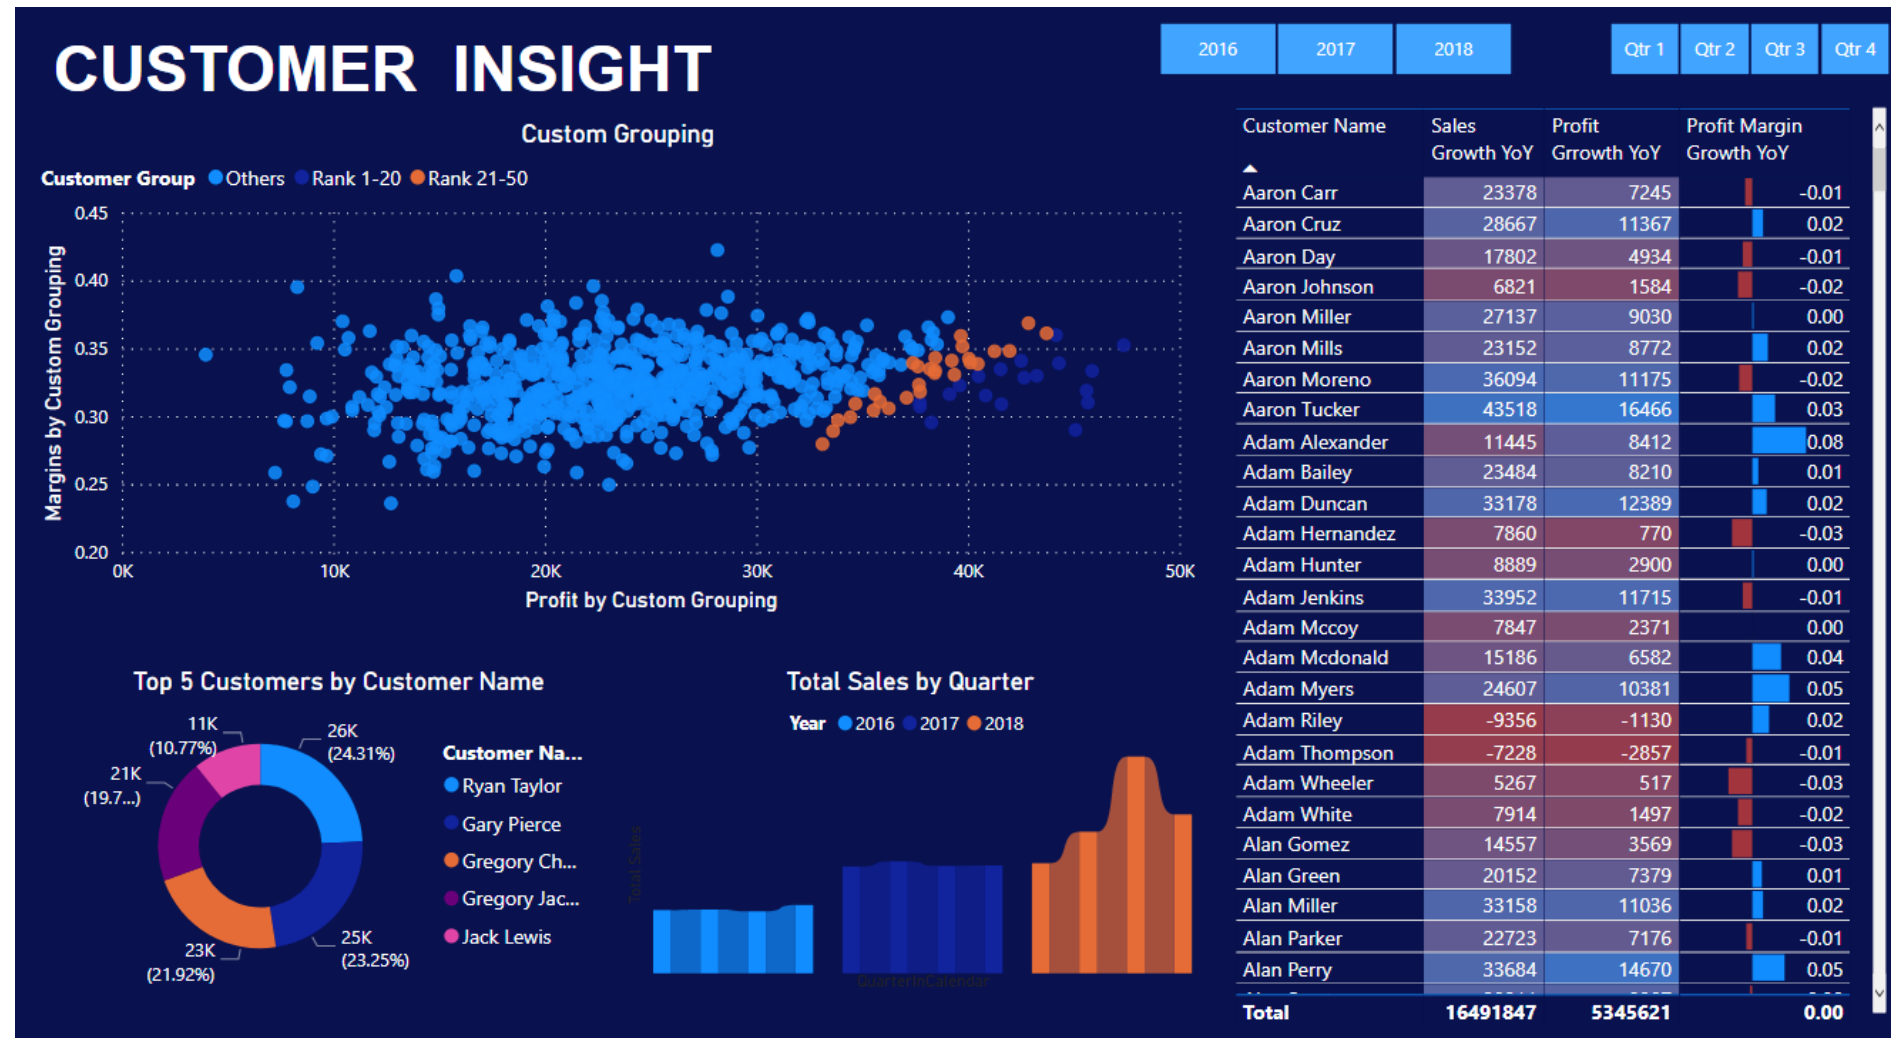 CUSTOMER INSIGHT
2016 2017 2018 Qtr 1 Qtr 2 Qtr 3 Qtr 4
Custom Grouping
Customer Group Others Rank 1-20 Rank 21-50
0.45
0.40
0.35
0.30
0.25
0.20
Margins by Custom Grouping
0K 10K 20K 30K 40K 50K
Profit by Custom Grouping
Top 5 Customers by Customer Name
11K
(10.77%)
26K
(24.31%)
21K
(19.7...)
23K
(21.92%)
25K
(23.25%)
Customer Na...
Ryan Taylor
Gary Pierce
Gregory Ch...
Gregory Jac...
Jack Lewis
Total Sales by Quarter
Year 2016 2017 2018
Total Sales
QuarterInCalendar
Customer Name Sales Profit Profit Margin
Growth YoY Grrowth YoY Growth YoY
Aaron Carr 23378 7245 -0.01
Aaron Cruz 28667 11367 0.02
Aaron Day 17802 4934 -0.01
Aaron Johnson 6821 1584 -0.02
Aaron Miller 27137 9030 0.00
Aaron Mills 23152 8772 0.02
Aaron Moreno 36094 11175 -0.02
Aaron Tucker 43518 16466 0.03
Adam Alexander 11445 8412 0.08
Adam Bailey 23484 8210 0.01
Adam Duncan 33178 12389 0.02
Adam Hernandez 7860 770 -0.03
Adam Hunter 8889 2900 0.00
Adam Jenkins 33952 11715 -0.01
Adam Mccoy 7847 2371 0.00
Adam Mcdonald 15186 6582 0.04
Adam Myers 24607 10381 0.05
Adam Riley -9356 -1130 0.02
Adam Thompson -7228 -2857 -0.01
Adam Wheeler 5267 517 -0.03
Adam White 7914 1497 -0.02
Alan Gomez 14557 3569 -0.03
Alan Green 20152 7379 0.01
Alan Miller 33158 11036 0.02
Alan Parker 22723 7176 -0.01
Alan Perry 33684 14670 0.05
Total 16491847 5345621 0.00